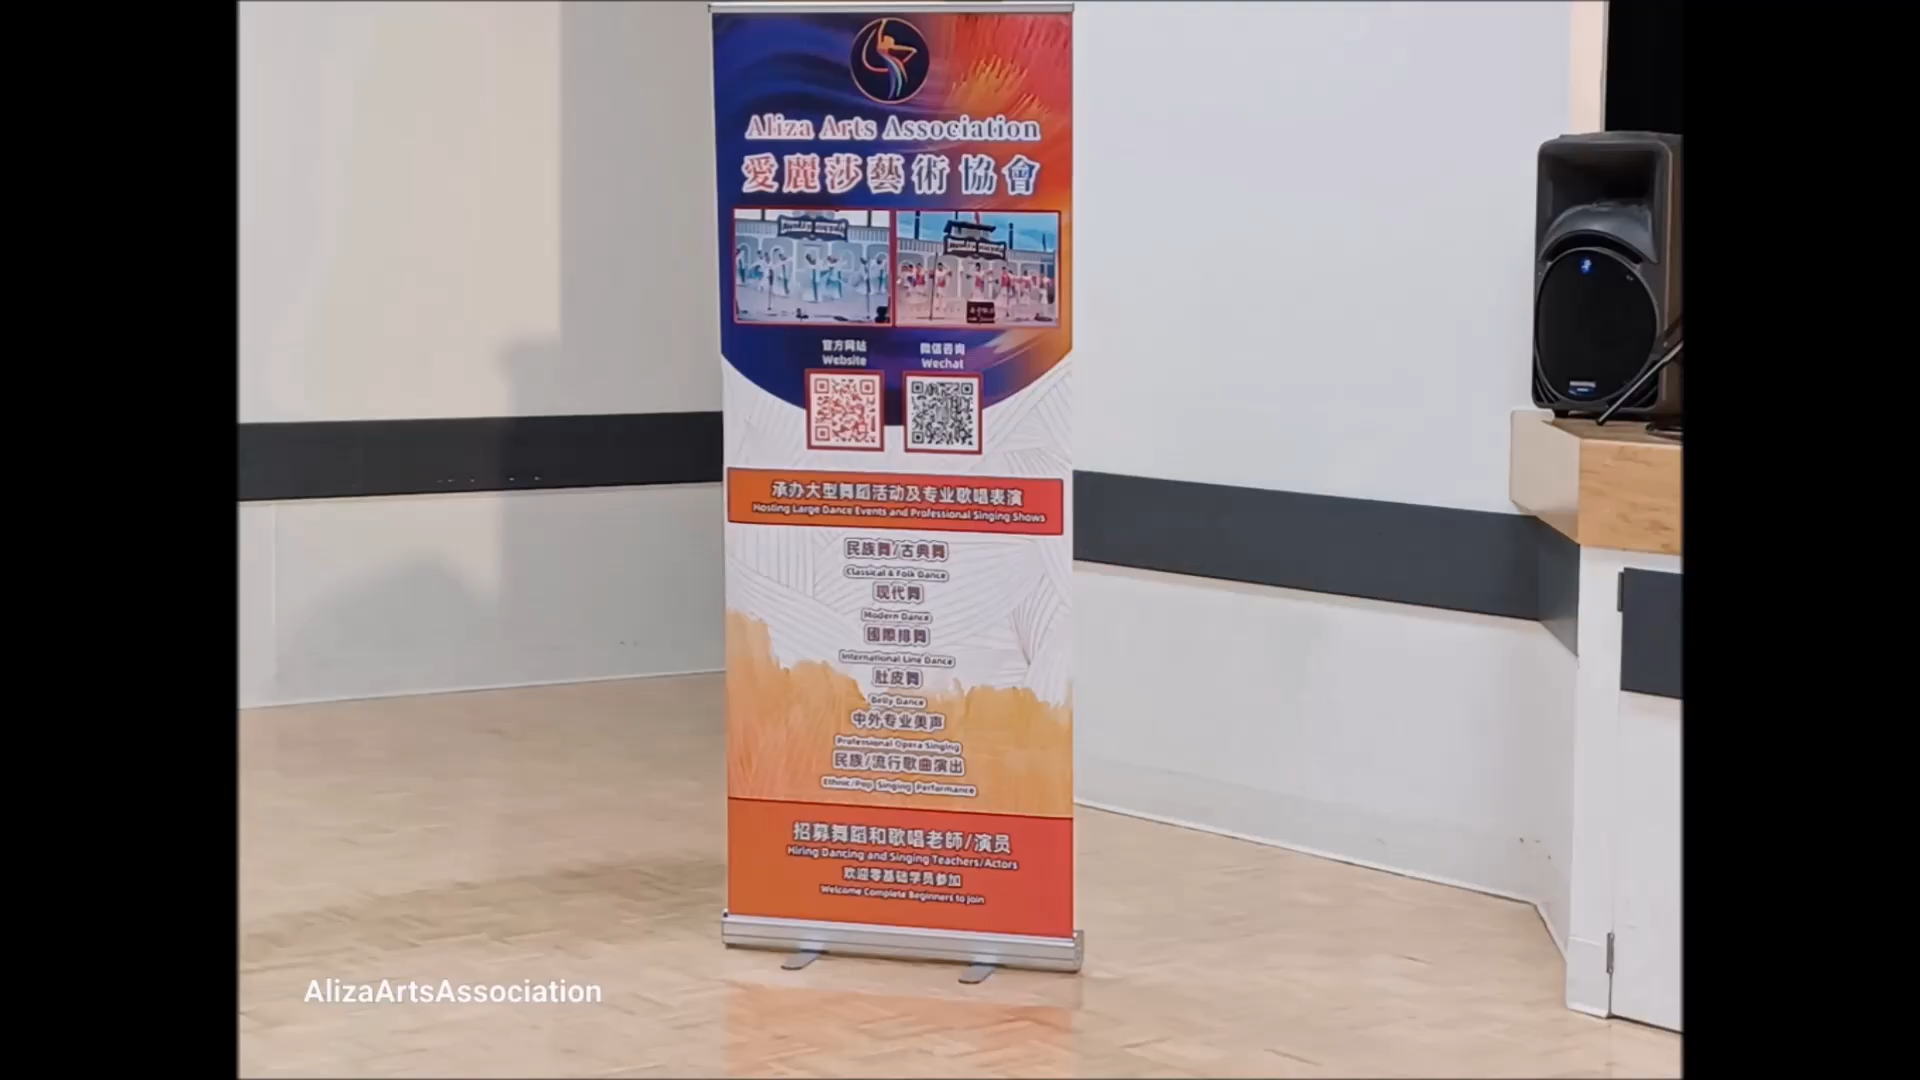 Aliza Arts Association
愛麗莎藝術協會
官方网站
Website
微信咨询
Wechat
承办大型舞蹈活动及专业歌唱表演
Hosting Large Dance Events and Professional Singing Shows
民族舞/古典舞
Classical & Folk Dance
现代舞
Modern Dance
國際排舞
International Line Dance
肚皮舞
Belly Dance
中外专业美声
Professional Opera Singing
民族/流行歌曲演出
Ethnic/Pop Singing Performance
招募舞蹈和歌唱老師/演员
Hiring Dancing and Singing Teachers/Actors
欢迎零基础学员参加
Welcome Complete Beginners to Join
AlizaArtsAssociation